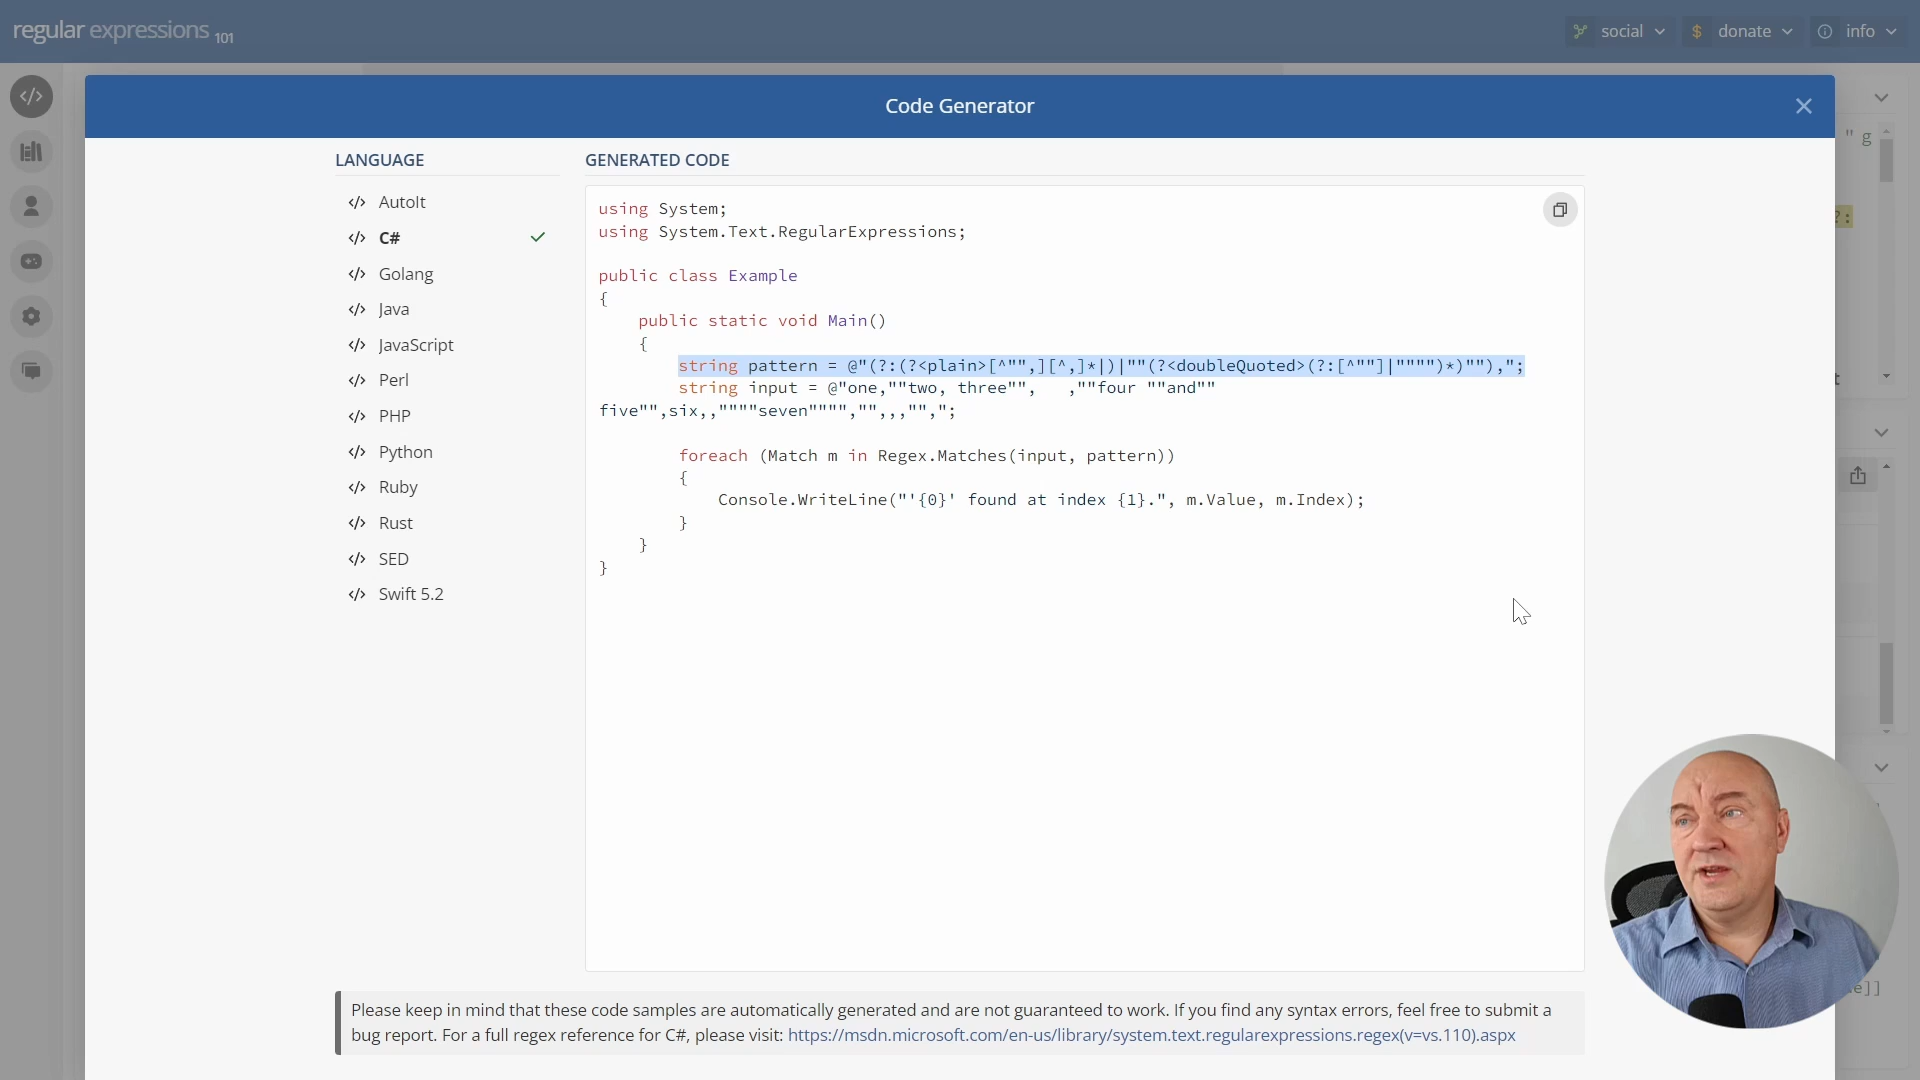 regular expressions 101
social
donate
info
Code Generator
LANGUAGE
AutoIt
C#
Golang
Java
JavaScript
Perl
PHP
Python
Ruby
Rust
SED
Swift 5.2
GENERATED CODE
using System;
using System.Text.RegularExpressions;
public class Example
{
public static void Main()
{
string pattern = @"(?:(?<plain>[^"",][^,]*|)|""(?<doubleQuoted>(?:[^""]|"""")*)""),";
string input = @"one,""two, three"",   ,""four ""and""
five"",six,,""""seven"""","",,,"",";
foreach (Match m in Regex.Matches(input, pattern))
{
Console.WriteLine("'{0}' found at index {1}.", m.Value, m.Index);
}
}
}
Please keep in mind that these code samples are automatically generated and are not guaranteed to work. If you find any syntax errors, feel free to submit a
bug report. For a full regex reference for C#, please visit: https://msdn.microsoft.com/en-us/library/system.text.regularexpressions.regex(v=vs.110).aspx
" g
?:
e]]